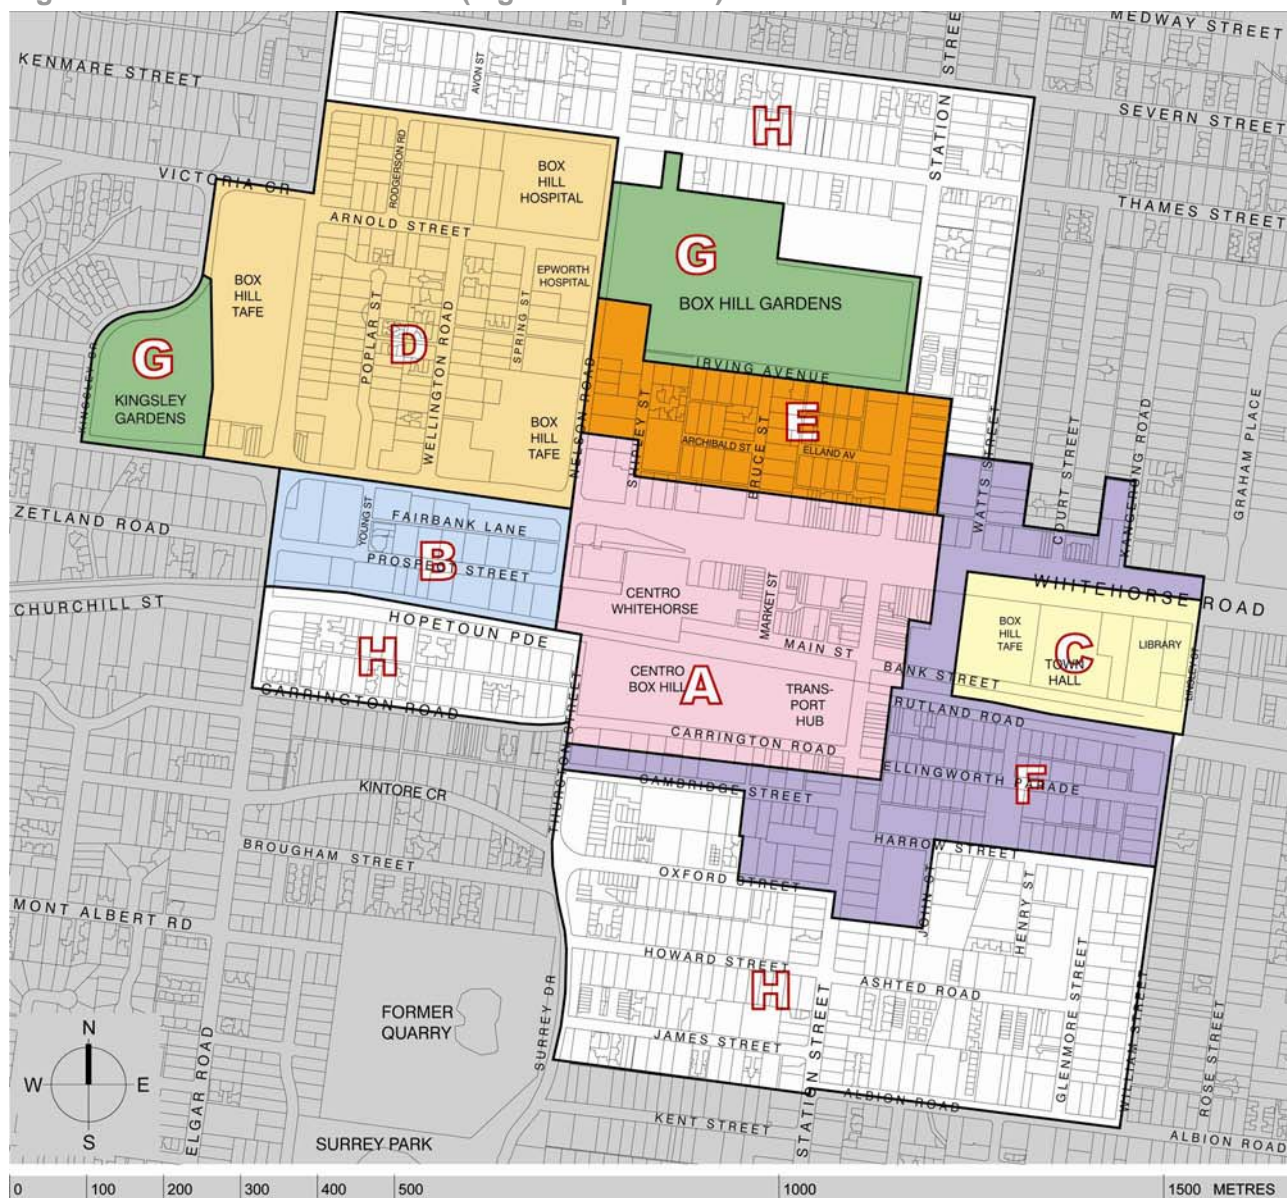 MEDWAY STREET
KENMARE STREET
AVON ST
STATION STREET
SEVERN STREET
H
VICTORIA CR
RODGERSON RD
BOX
HILL
HOSPITAL
THAMES STREET
ARNOLD STREET
G
BOX HILL GARDENS
BOX
HILL
TAFE
EPWORTH
HOSPITAL
POPLAR ST
WELLINGTON ROAD
SPRING ST
D
G
KINGSLEY CR
KINGSLEY
GARDENS
NELSON ROAD
IRVING AVENUE
E
ARCHIBALD ST
ELLAND AV
BRUCE ST
BOX
HILL
TAFE
WATTS STREET
COURT STREET
KANGERONG ROAD
GRAHAM PLACE
ZETLAND ROAD
YOUNG ST
FAIRBANK LANE
B
PROSPECT STREET
WHITEHORSE ROAD
CHURCHILL ST
HOPETOUN PDE
CENTRO
WHITEHORSE
MARKET ST
MAIN ST
BOX
HILL
TAFE
C
TOWN
HALL
LIBRARY
H
CARRINGTON ROAD
CENTRO
BOX HILL
A
TRANS-
PORT
HUB
BANK STREET
RUTLAND ROAD
CARRINGTON ROAD
THURSTON STREET
ELLINGWORTH PARADE
F
KINTORE CR
CAMBRIDGE STREET
BROUGHAM STREET
HARROW STREET
OXFORD STREET
JOHN ST
HENRY ST
MONT ALBERT RD
HOWARD STREET
H
ASHTED ROAD
GLENMORE STREET
WILLIAM STREET
ROSE STREET
FORMER
QUARRY
SURREY DR
JAMES STREET
STATION STREET
ALBION ROAD
KENT STREET
ALBION ROAD
ELGAR ROAD
SURREY PARK
N
W E
S
0 100 200 300 400 500 1000 1500 METRES